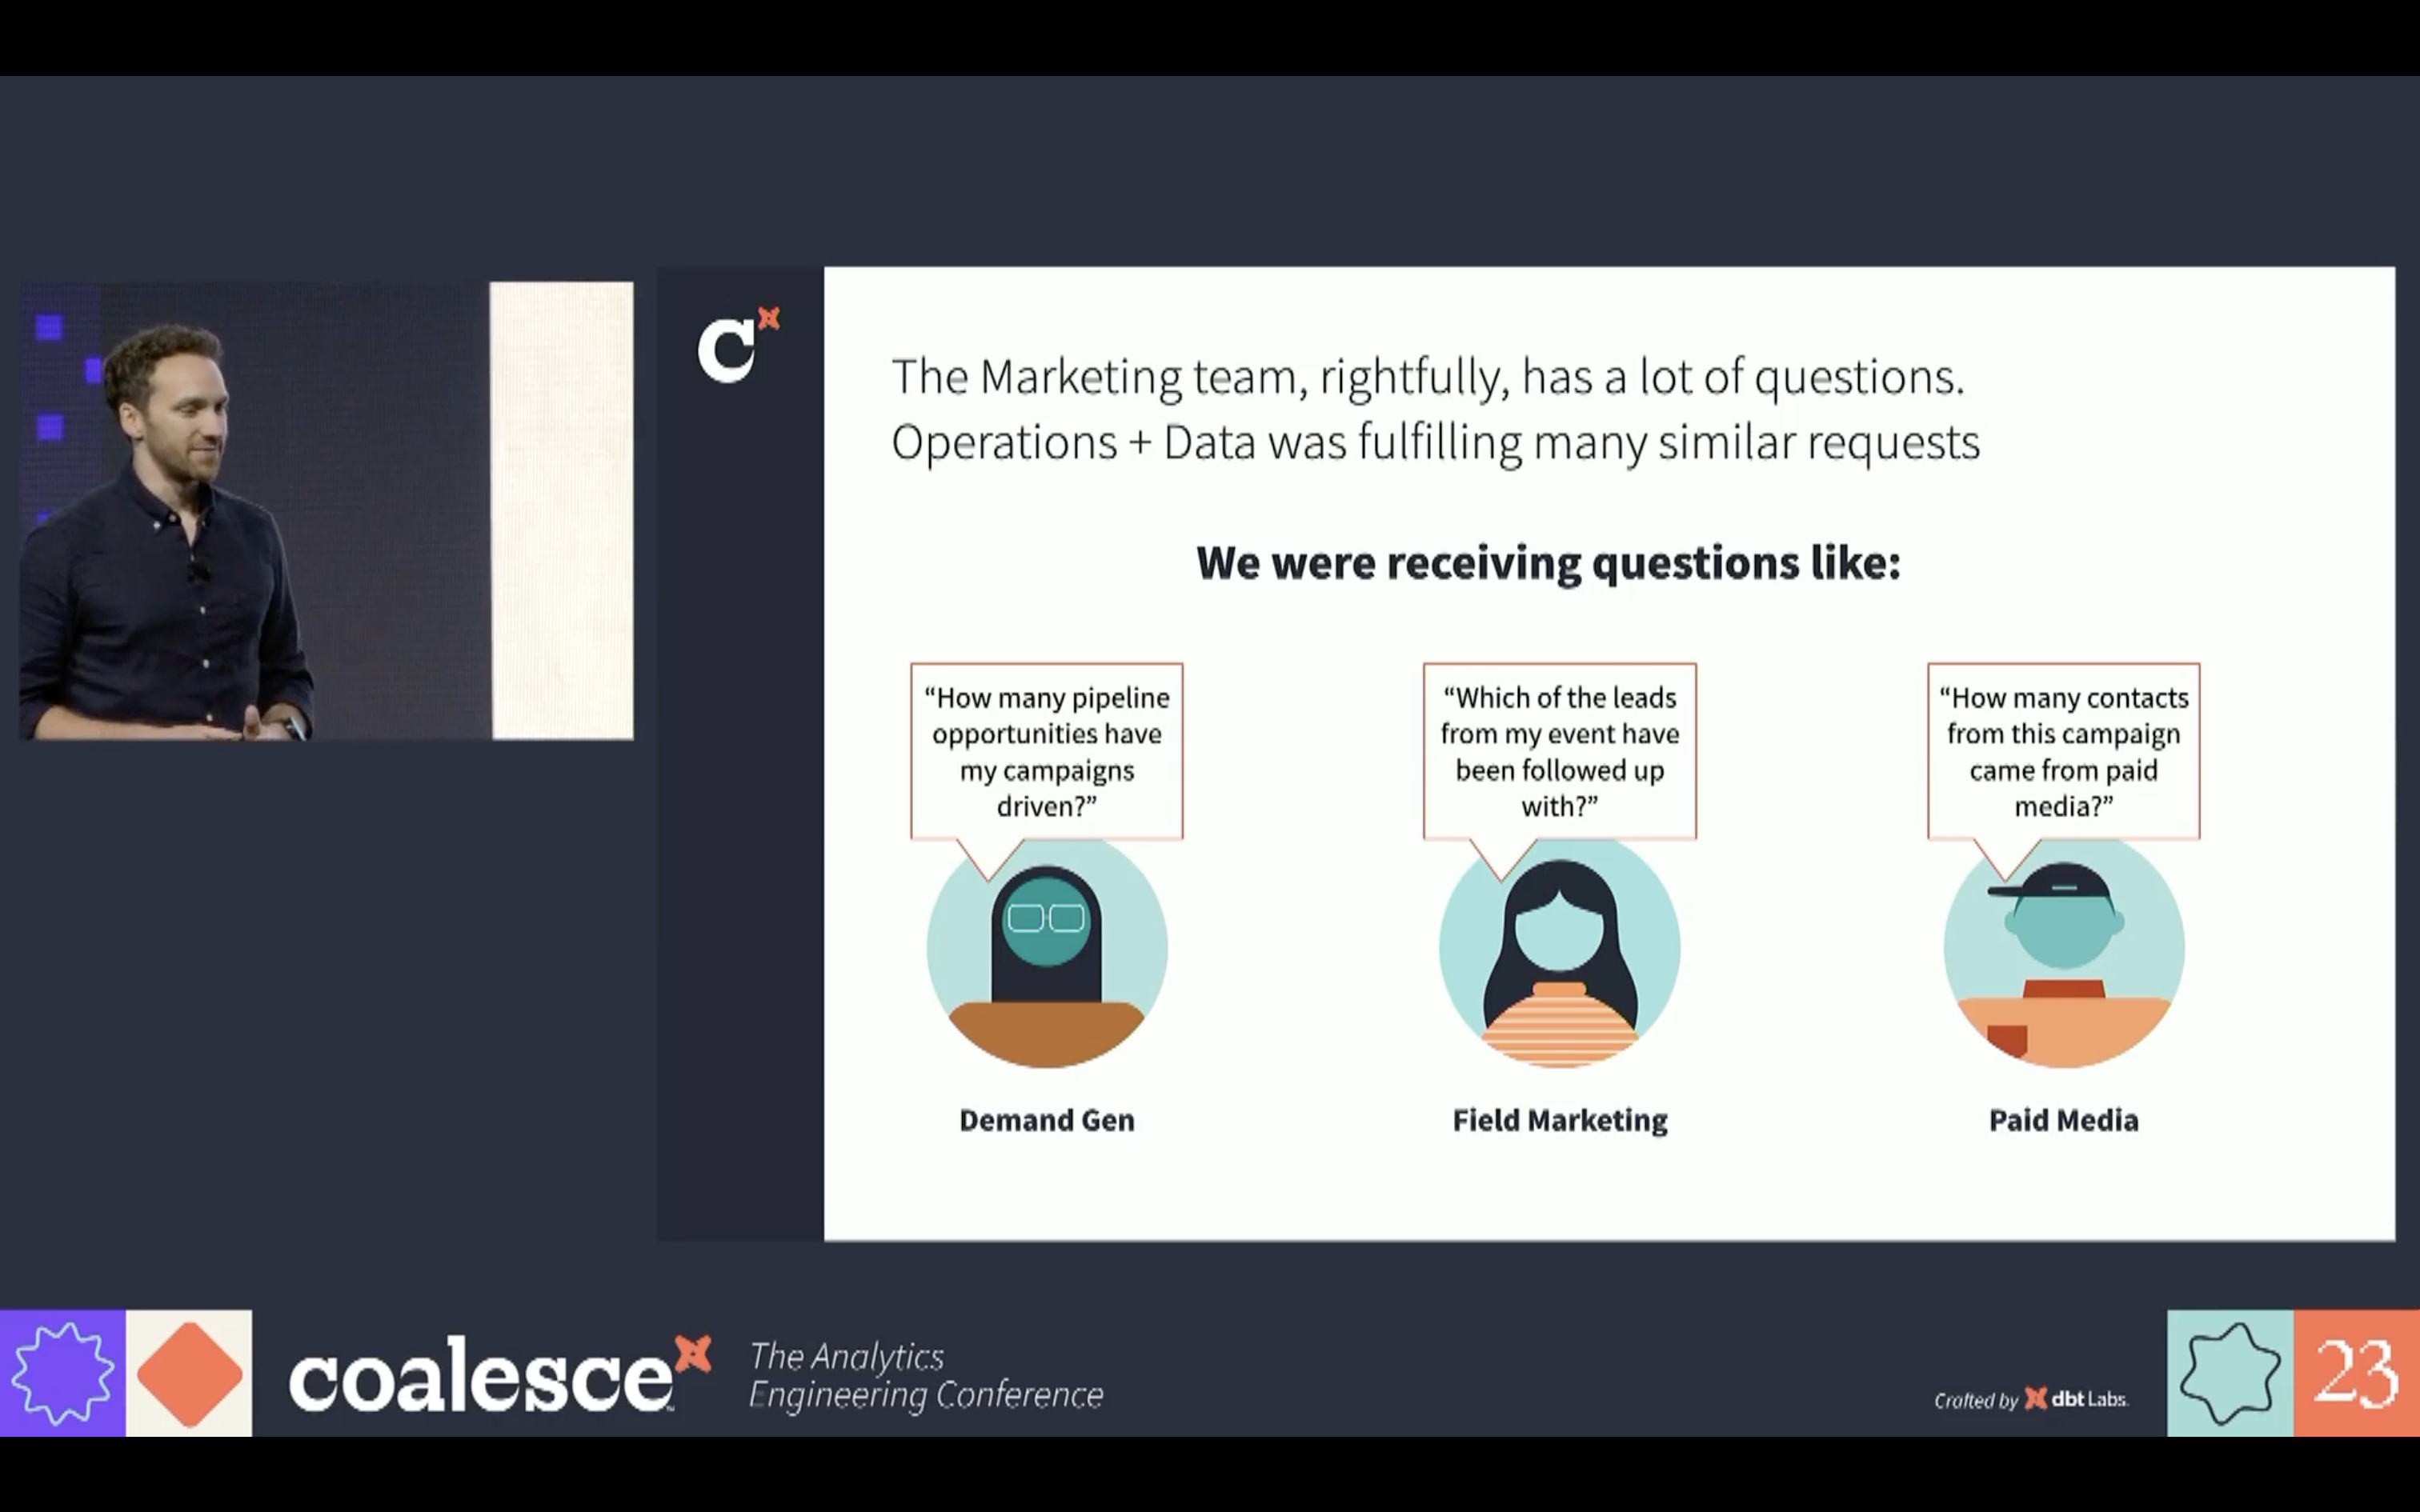 C
The Marketing team, rightfully, has a lot of questions.
Operations + Data was fulfilling many similar requests
We were receiving questions like:
“How many pipeline
opportunities have
my campaigns
driven?”
“Which of the leads
from my event have
been followed up
with?”
“How many contacts
from this campaign
came from paid
media?”
Demand Gen
Field Marketing
Paid Media
coalesce
The Analytics
Engineering Conference
Crafted by dbt Labs.
23